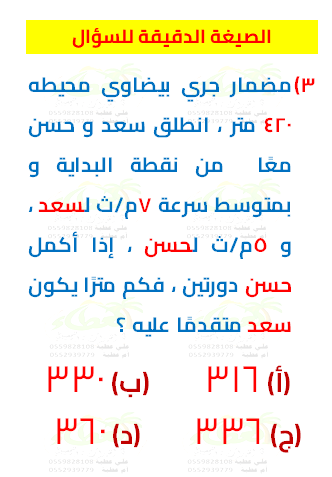 الصيغة الدقيقة للسؤال
٣) مضمار جري بيضاوي محيطه
٤٢٠ متر ، انطلق سعد و حسن
معًا من نقطة البداية و
بمتوسط سرعة ٧م/ث لسعد ،
و ٥م/ث لحسن ، إذا أكمل
حسن دورتين ، فكم مترًا يكون
سعد متقدمًا عليه ؟
(أ) ٣١٦ (ب) ٣٣٠
(ج) ٣٣٦ (د) ٣٦٠